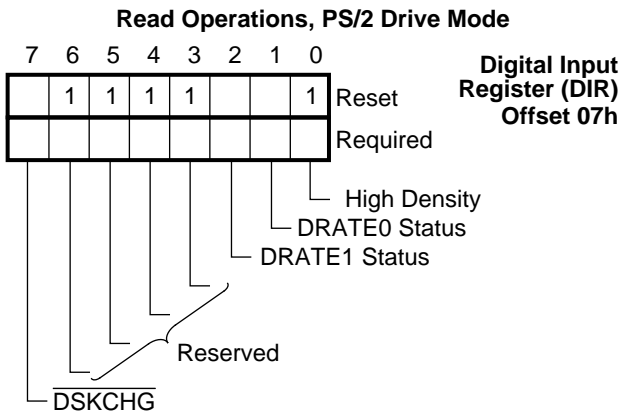 Read Operations, PS/2 Drive Mode
7 6 5 4 3 2 1 0
Digital Input
Register (DIR)
Offset 07h
1 1 1 1 1 Reset
Required
High Density
DRATE0 Status
DRATE1 Status
Reserved
DSKCHG